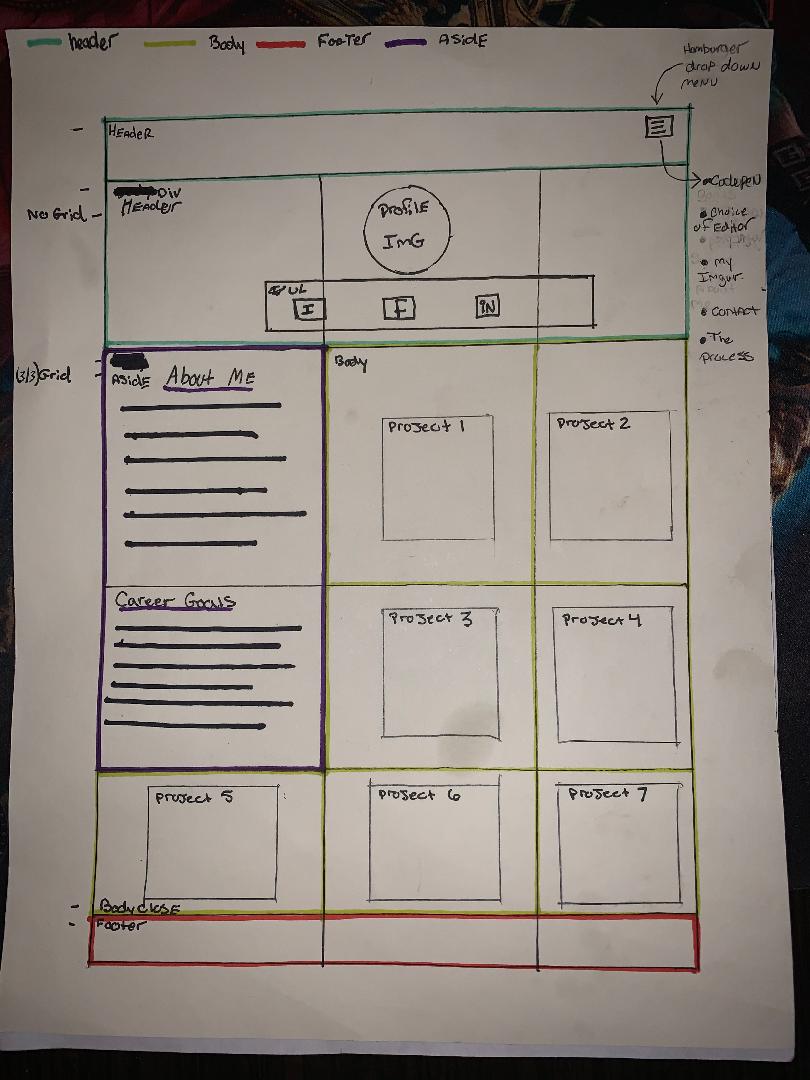 header Body Footer ASidE
Hamburger
drop down
menu
HEadeR
Div
HEader
No Grid
Profile
ImG
UL
I F IN
Codepen
Choice
of Editor
my
Imgur
Contact
The
process
(3/3)Grid
ASidE About Me
Body
Project 1
Project 2
Career Goals
Project 3
Project 4
Project 5
Project 6
Project 7
Body ClOSE
Footer